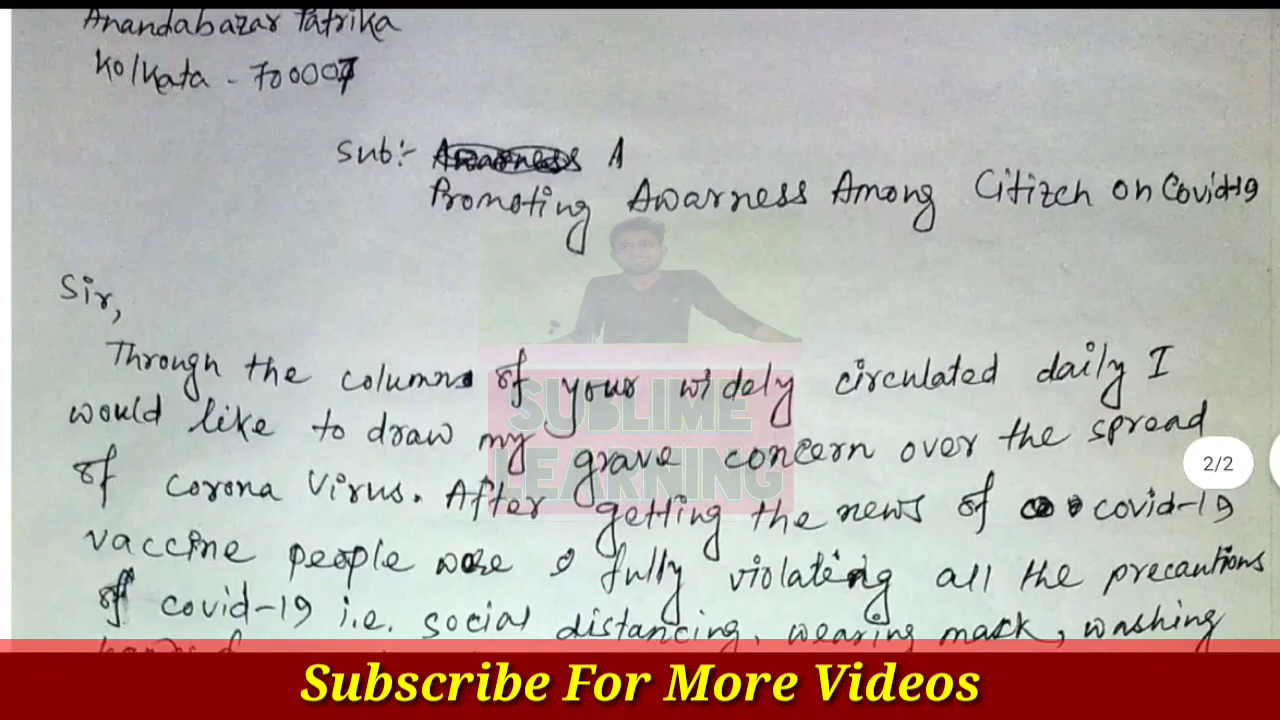 Anandabazar Patrika
Kolkata - 700007
Sub:- Awarness A
Promoting Awarness Among Citizen on Covid-19
Sir,
Through the columns of your widely circulated daily I
would like to draw my grave concern over the spread
of corona Virus. After getting the news of covid-19
vaccine people were fully violating all the precautions
of covid-19 i.e. social distancing, wearing mask, washing
2/2
SUBLIME
LEARNING
Subscribe For More Videos